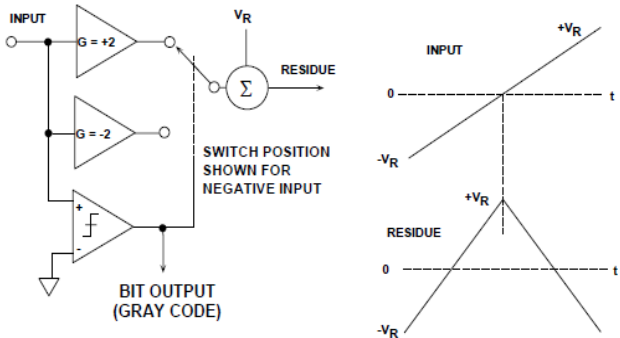 INPUT
G = +2
V_R
RESIDUE
Σ
G = -2
SWITCH POSITION
SHOWN FOR
NEGATIVE INPUT
+
-
BIT OUTPUT
(GRAY CODE)
INPUT
+V_R
0
t
-V_R
+V_R
RESIDUE
0
t
-V_R